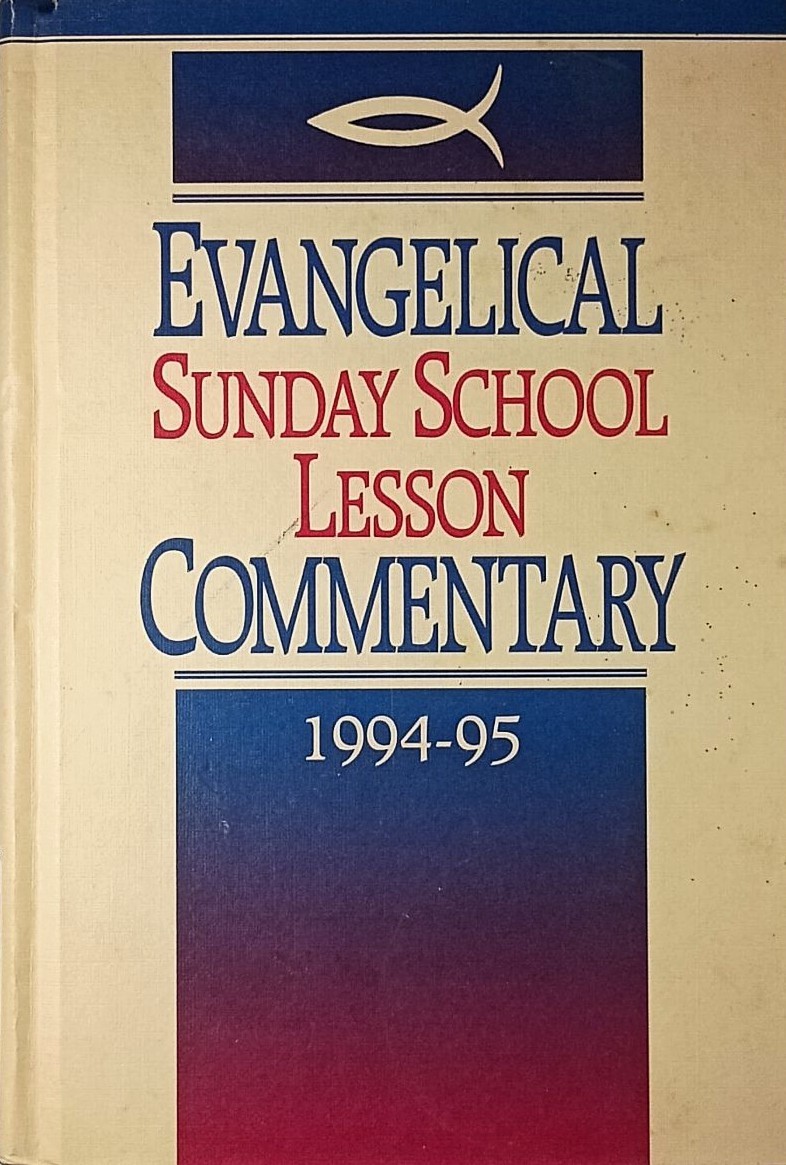 EVANGELICAL
SUNDAY SCHOOL
LESSON
COMMENTARY
1994-95